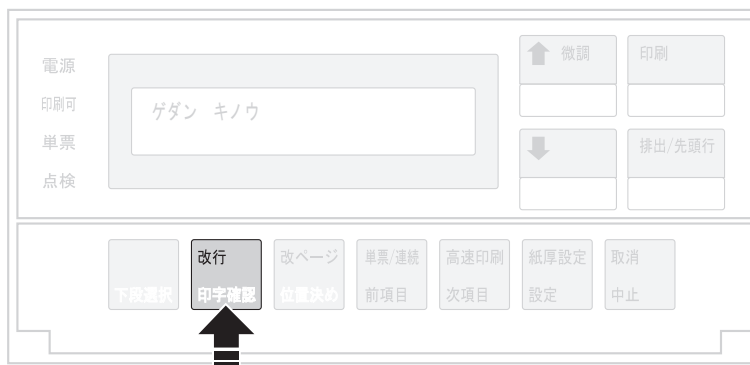 電源
印刷可
単票
点検
ゲダン キノウ
微調
印刷
排出/先頭行
改行
印字確認
下段選択
改ページ
位置決め
単票/連続
前項目
高速印刷
次項目
紙厚設定
設定
取消
中止